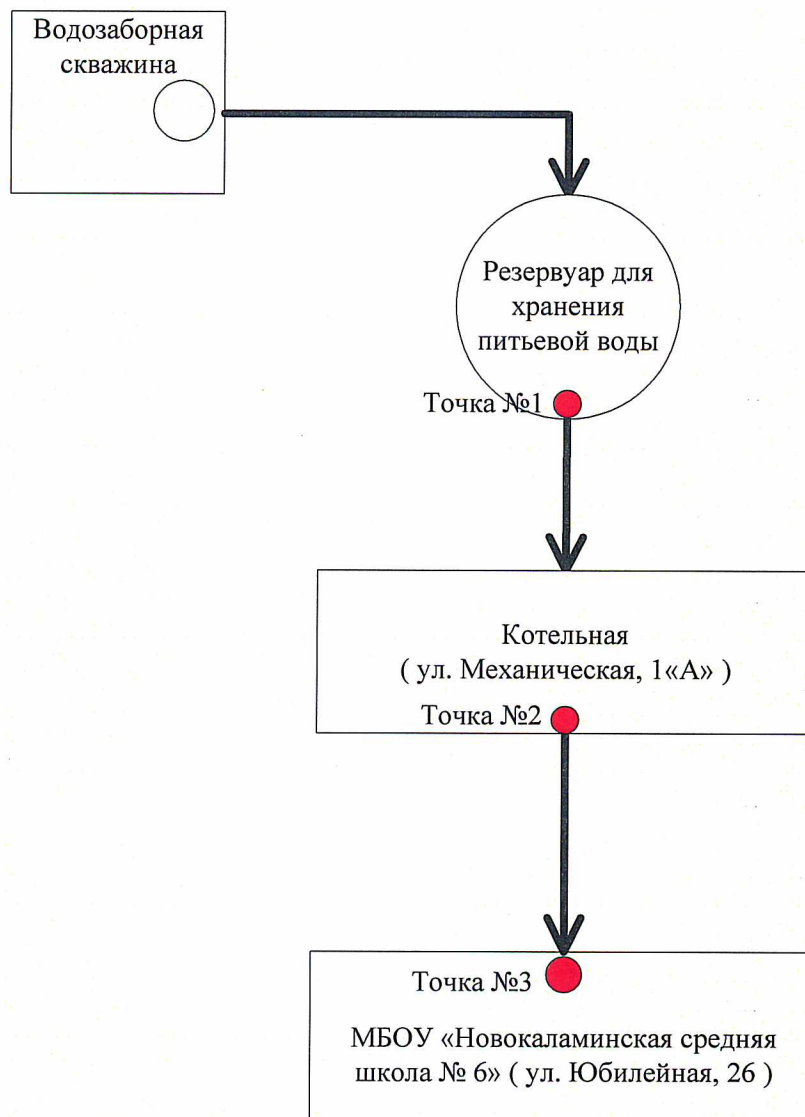 Водозаборная
скважина
Резервуар для
хранения
питьевой воды
Точка №1
Котельная
( ул. Механическая, 1«А» )
Точка №2
Точка №3
МБОУ «Новокаламинская средняя
школа № 6» ( ул. Юбилейная, 26 )